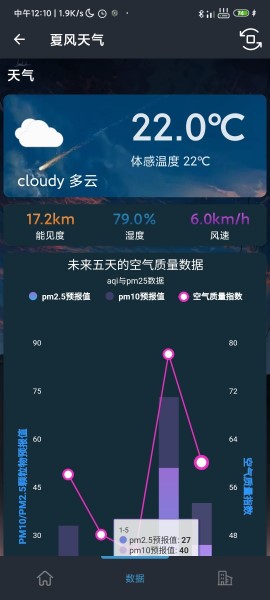 中午12:10 | 1.9K/s
夏风天气
天气
22.0℃
体感温度 22℃
cloudy 多云
17.2km 79.0% 6.0km/h
能见度 湿度 风速
未来五天的空气质量数据
aqi与pm25数据
pm2.5预报值 pm10预报值 空气质量指数
90 80
75 72
60 64
45 56
30 48
PM10/PM2.5颗粒物预报值
空气质量指数
1-5
pm2.5预报值: 27
pm10预报值: 40
数据